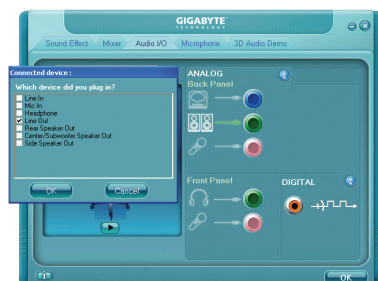 GIGABYTE
TECHNOLOGY
Sound Effect Mixer Audio I/O Microphone 3D Audio Demo
Connected device :
Which device did you plug in?
Line In
Mic In
Headphone
Line Out
Rear Speaker Out
Center/Subwoofer Speaker Out
Side Speaker Out
OK Cancel
ANALOG
Back Panel
Front Panel
DIGITAL
i
OK